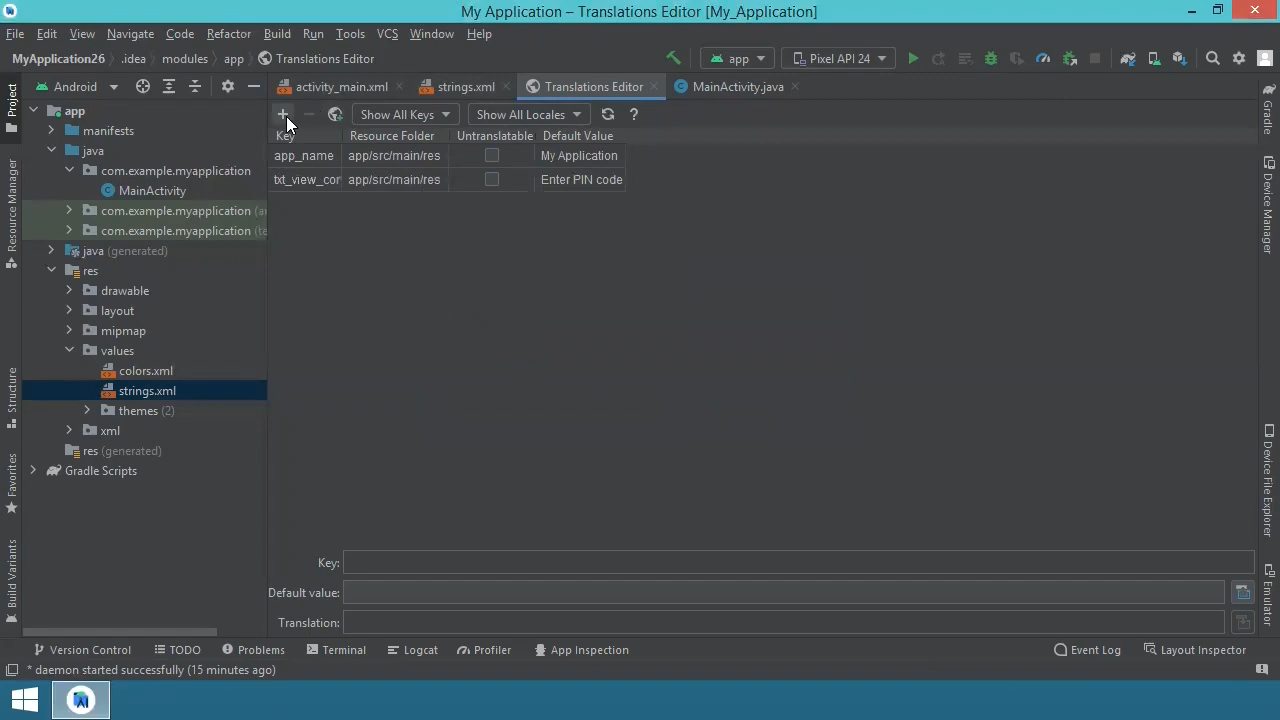 My Application – Translations Editor [My_Application]
File Edit View Navigate Code Refactor Build Run Tools VCS Window Help
MyApplication26 .idea modules app Translations Editor
app Pixel API 24
Project
Resource Manager
Structure
Favorites
Build Variants
Android
app
manifests
java
com.example.myapplication
MainActivity
com.example.myapplication (a
com.example.myapplication (te
java (generated)
res
drawable
layout
mipmap
values
colors.xml
strings.xml
themes (2)
xml
res (generated)
Gradle Scripts
activity_main.xml strings.xml Translations Editor MainActivity.java
Show All Keys Show All Locales ?
Key Resource Folder Untranslatable Default Value
app_name app/src/main/res My Application
txt_view_cor app/src/main/res Enter PIN code
Key:
Default value:
Translation:
Gradle
Device Manager
Device File Explorer
Emulator
Version Control TODO Problems Terminal Logcat Profiler App Inspection Event Log Layout Inspector
* daemon started successfully (15 minutes ago)